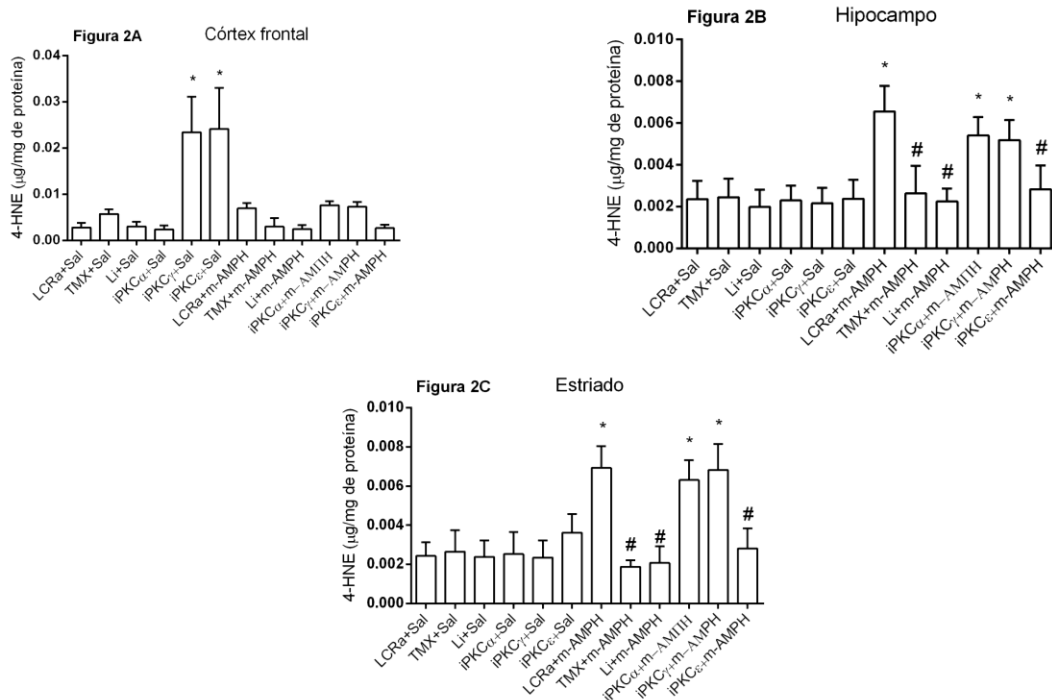 Figura 2A
Córtex frontal
4-HNE (µg/mg de proteína)
0.04
0.03
0.02
0.01
0.00
*
*
LCRa+Sal
TMX+Sal
Li+Sal
iPKCα+Sal
iPKCγ+Sal
iPKCε+Sal
LCRa+m-AMPH
TMX+m-AMPH
Li+m-AMPH
iPKCα+m–ΑΜΠΗ
iPKCγ+m–AMPH
iPKCε+m-AMPH
Figura 2B
Hipocampo
4-HNE (µg/mg de proteína)
0.010
0.008
0.006
0.004
0.002
0.000
*
#
#
*
*
#
LCRa+Sal
TMX+Sal
Li+Sal
iPKCα+Sal
iPKCγ+Sal
iPKCε+Sal
LCRa+m-AMPH
TMX+m-AMPH
Li+m-AMPH
iPKCα+m–ΑΜΠΗ
iPKCγ+m–AMPH
iPKCε+m-AMPH
Figura 2C
Estriado
4-HNE (µg/mg de proteína)
0.010
0.008
0.006
0.004
0.002
0.000
*
#
#
*
*
#
LCRa+Sal
TMX+Sal
Li+Sal
iPKCα+Sal
iPKCγ+Sal
iPKCε+Sal
LCRa+m-AMPH
TMX+m-AMPH
Li+m-AMPH
iPKCα+m–ΑΜΠΗ
iPKCγ+m–AMPH
iPKCε+m-AMPH